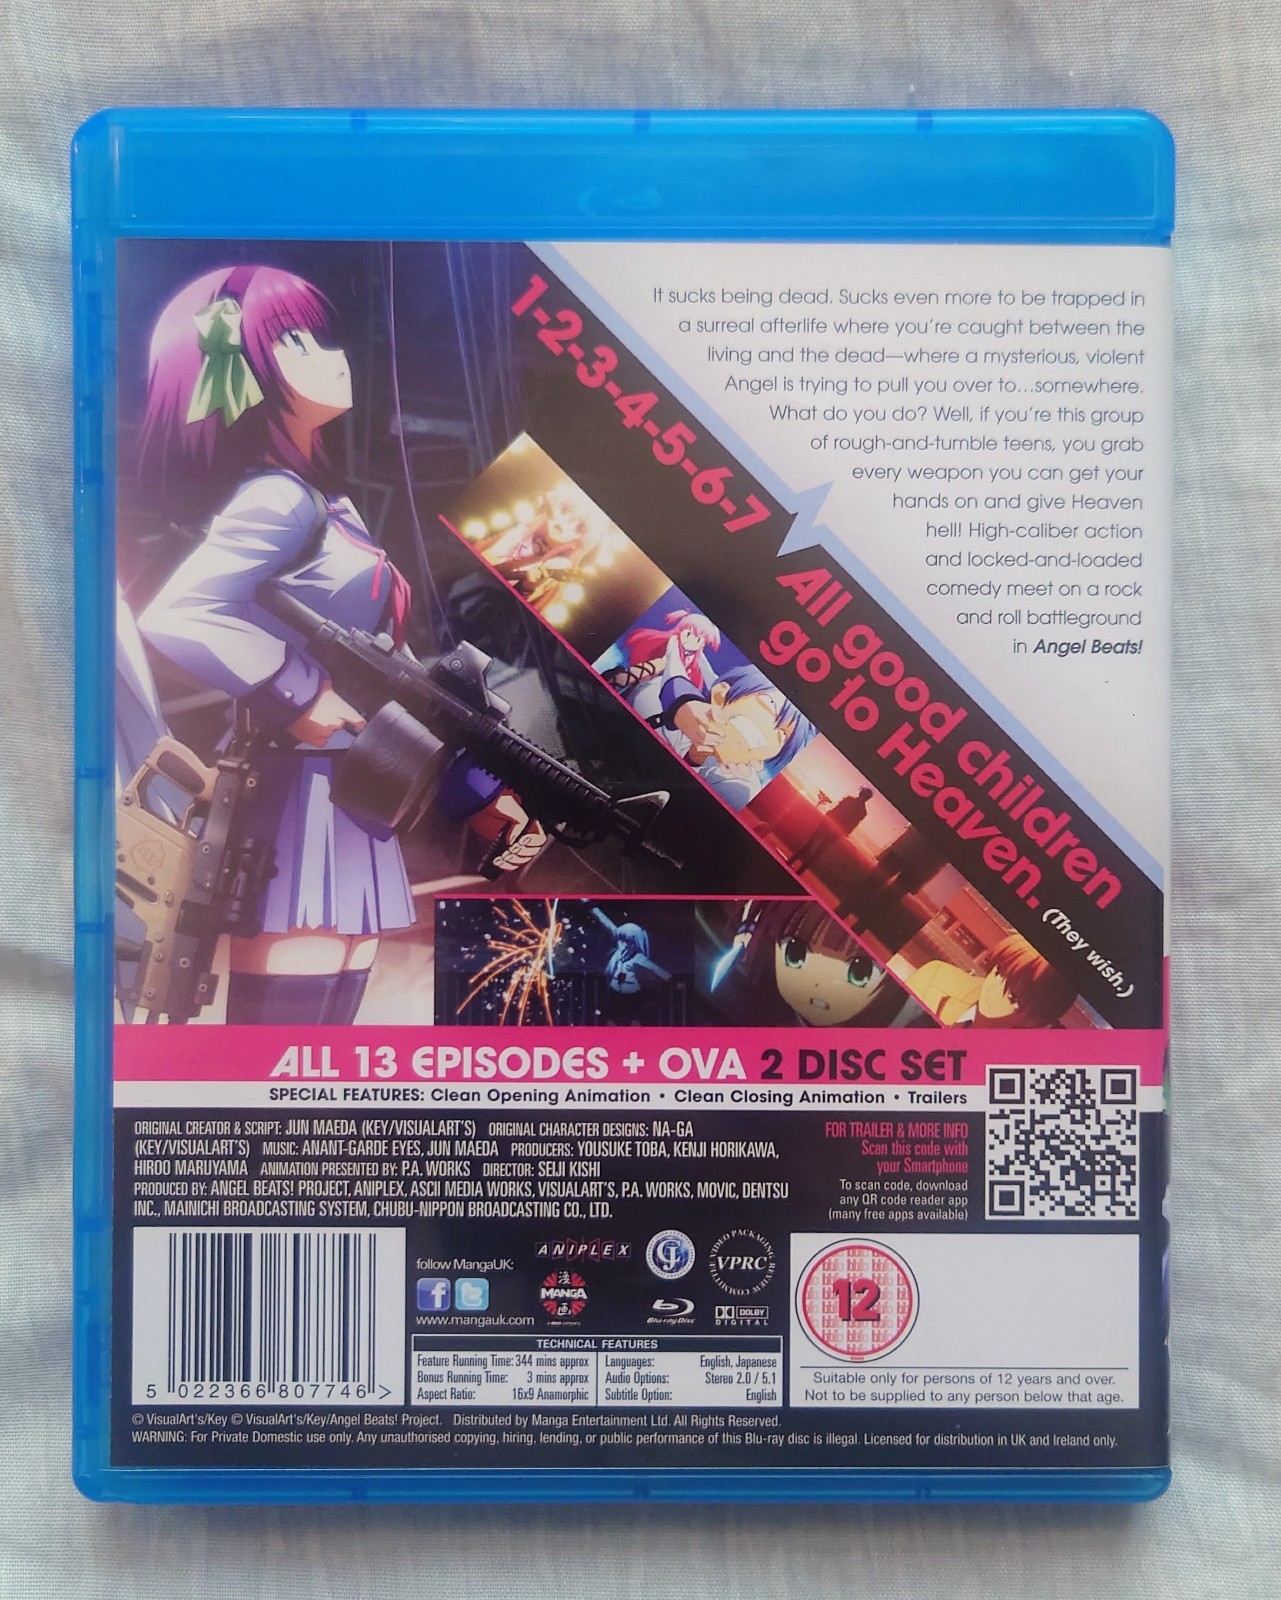 It sucks being dead. Sucks even more to be trapped in
a surreal afterlife where you're caught between the
living and the dead—where a mysterious, violent
Angel is trying to pull you over to...somewhere.
What do you do? Well, if you're this group
of rough-and-tumble teens, you grab
every weapon you can get your
hands on and give Heaven
hell! High-caliber action
and locked-and-loaded
comedy meet on a rock
and roll battleground
in Angel Beats!
1-2-3-4-5-6-7
All good children
go to Heaven.
(They wish.)
ALL 13 EPISODES + OVA 2 DISC SET
SPECIAL FEATURES: Clean Opening Animation • Clean Closing Animation • Trailers
ORIGINAL CREATOR & SCRIPT: JUN MAEDA (KEY/VISUALART'S) ORIGINAL CHARACTER DESIGNS: NA-GA
(KEY/VISUALART'S) MUSIC: ANANT-GARDE EYES, JUN MAEDA PRODUCERS: YOUSUKE TOBA, KENJI HORIKAWA,
HIROO MARUYAMA ANIMATION PRESENTED BY: P.A. WORKS DIRECTOR: SEIJI KISHI
PRODUCED BY: ANGEL BEATS! PROJECT, ANIPLEX, ASCII MEDIA WORKS, VISUALART'S, P.A. WORKS, MOVIC, DENTSU
INC., MAINICHI BROADCASTING SYSTEM, CHUBU-NIPPON BROADCASTING CO., LTD.
FOR TRAILER & MORE INFO
Scan this code with
your Smartphone
To scan code, download
any QR code reader app
(many free apps available)
5 022366 807746 >
follow MangaUK:
www.mangauk.com
ANIPLEX
漫
MANGA
画
VIDEO PACKAGING REVIEW COMMITTEE
VPRC
Blu-ray Disc
DOLBY
DIGITAL
TECHNICAL FEATURES
Feature Running Time: 344 mins approx
Bonus Running Time: 3 mins approx
Aspect Ratio: 16x9 Anamorphic
Languages: English, Japanese
Audio Options: Stereo 2.0 / 5.1
Subtitle Option: English
12
Suitable only for persons of 12 years and over.
Not to be supplied to any person below that age.
© VisualArt's/Key © VisualArt's/Key/Angel Beats! Project. Distributed by Manga Entertainment Ltd. All Rights Reserved.
WARNING: For Private Domestic use only. Any unauthorised copying, hiring, lending, or public performance of this Blu-ray disc is illegal. Licensed for distribution in UK and Ireland only.